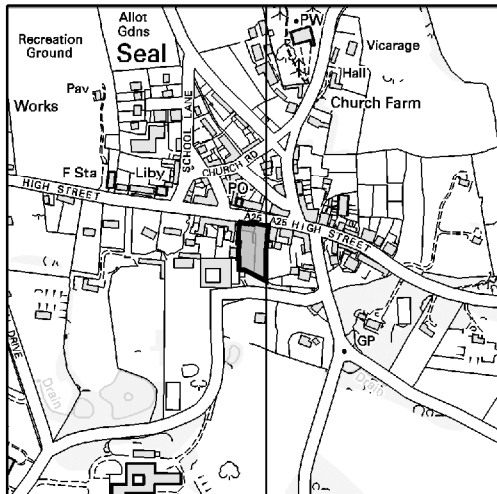 Allot
Gdns
PW
Recreation
Ground
Seal
Vicarage
Hall
Pav
Works
Church Farm
SCHOOL LANE
CHURCH RD
F Sta
Liby
PO
HIGH STREET
A25
A25
HIGH STREET
DRIVE
GP
Drain
Drain